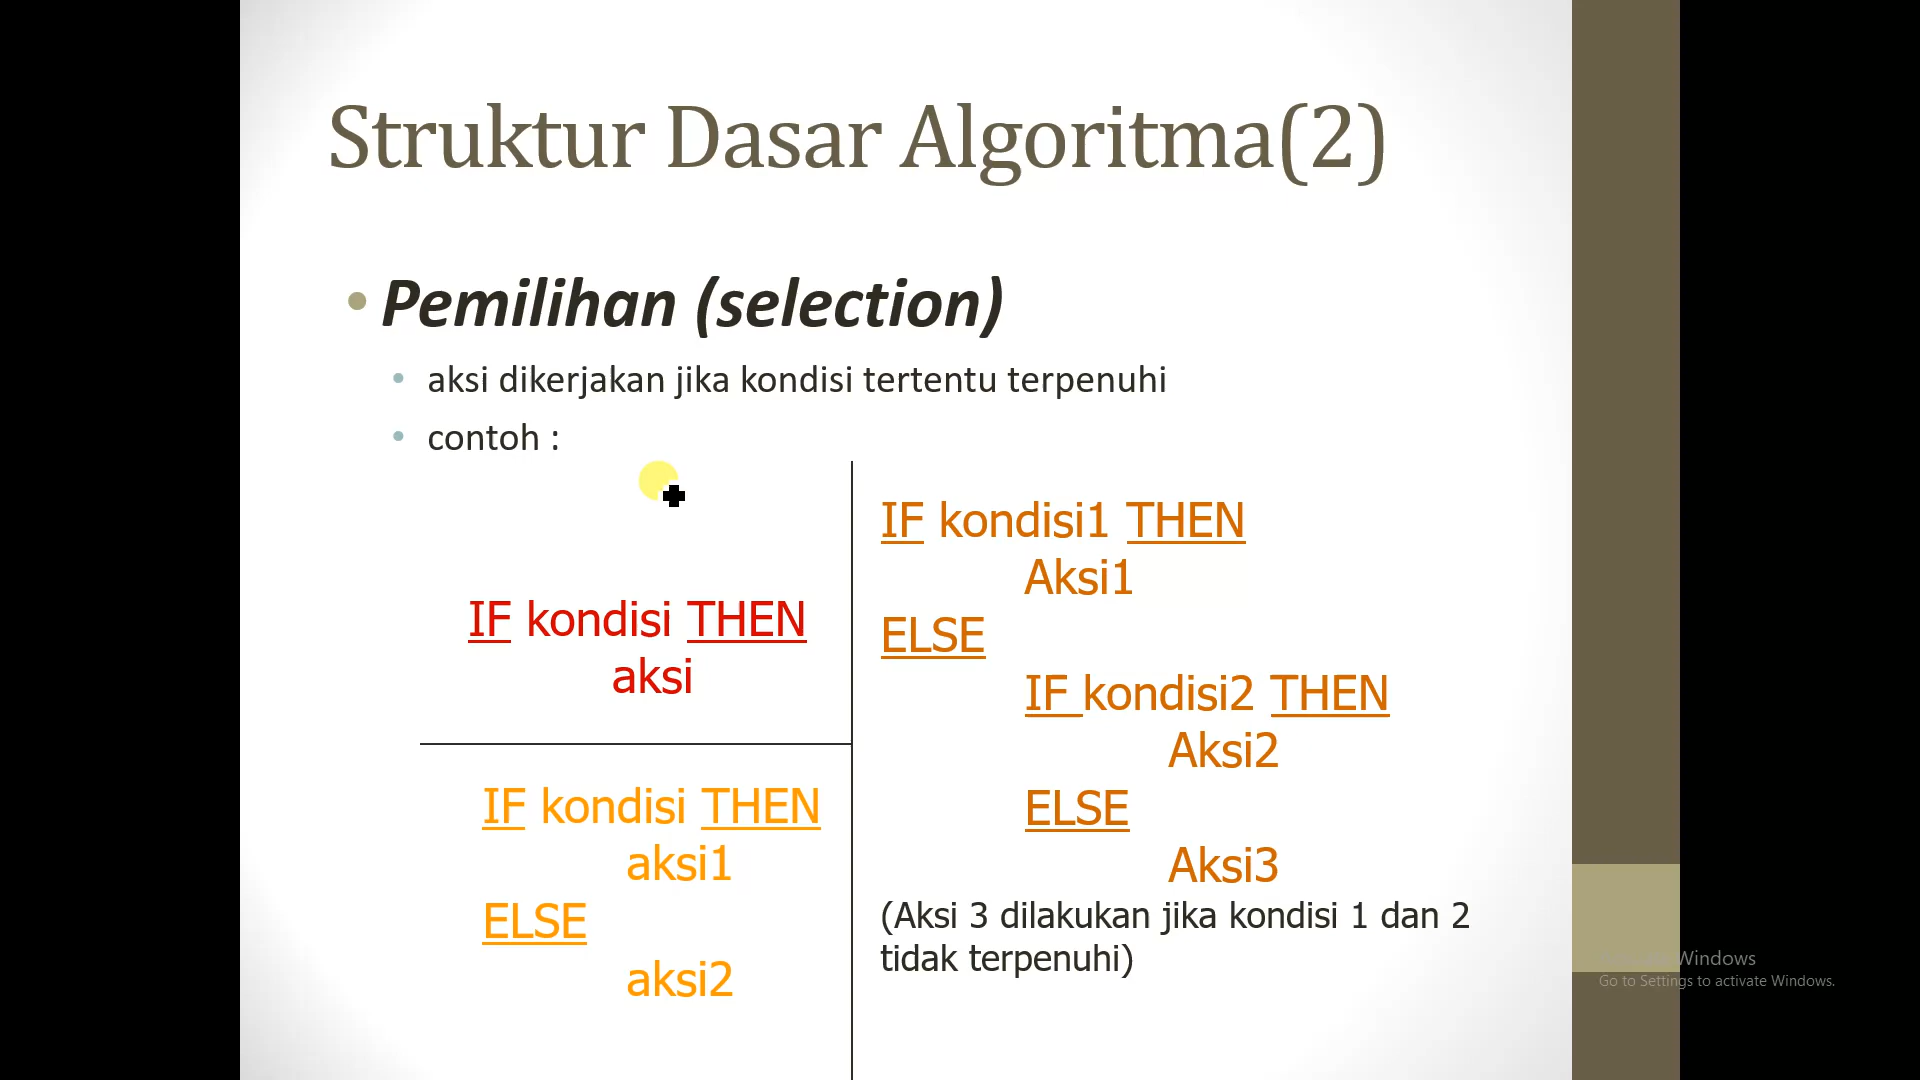 Struktur Dasar Algoritma(2)
• Pemilihan (selection)
• aksi dikerjakan jika kondisi tertentu terpenuhi
• contoh :
IF kondisi THEN
aksi
IF kondisi THEN
aksi1
ELSE
aksi2
IF kondisi1 THEN
Aksi1
ELSE
IF kondisi2 THEN
Aksi2
ELSE
Aksi3
(Aksi 3 dilakukan jika kondisi 1 dan 2
tidak terpenuhi)
Windows
Go to Settings to activate Windows.